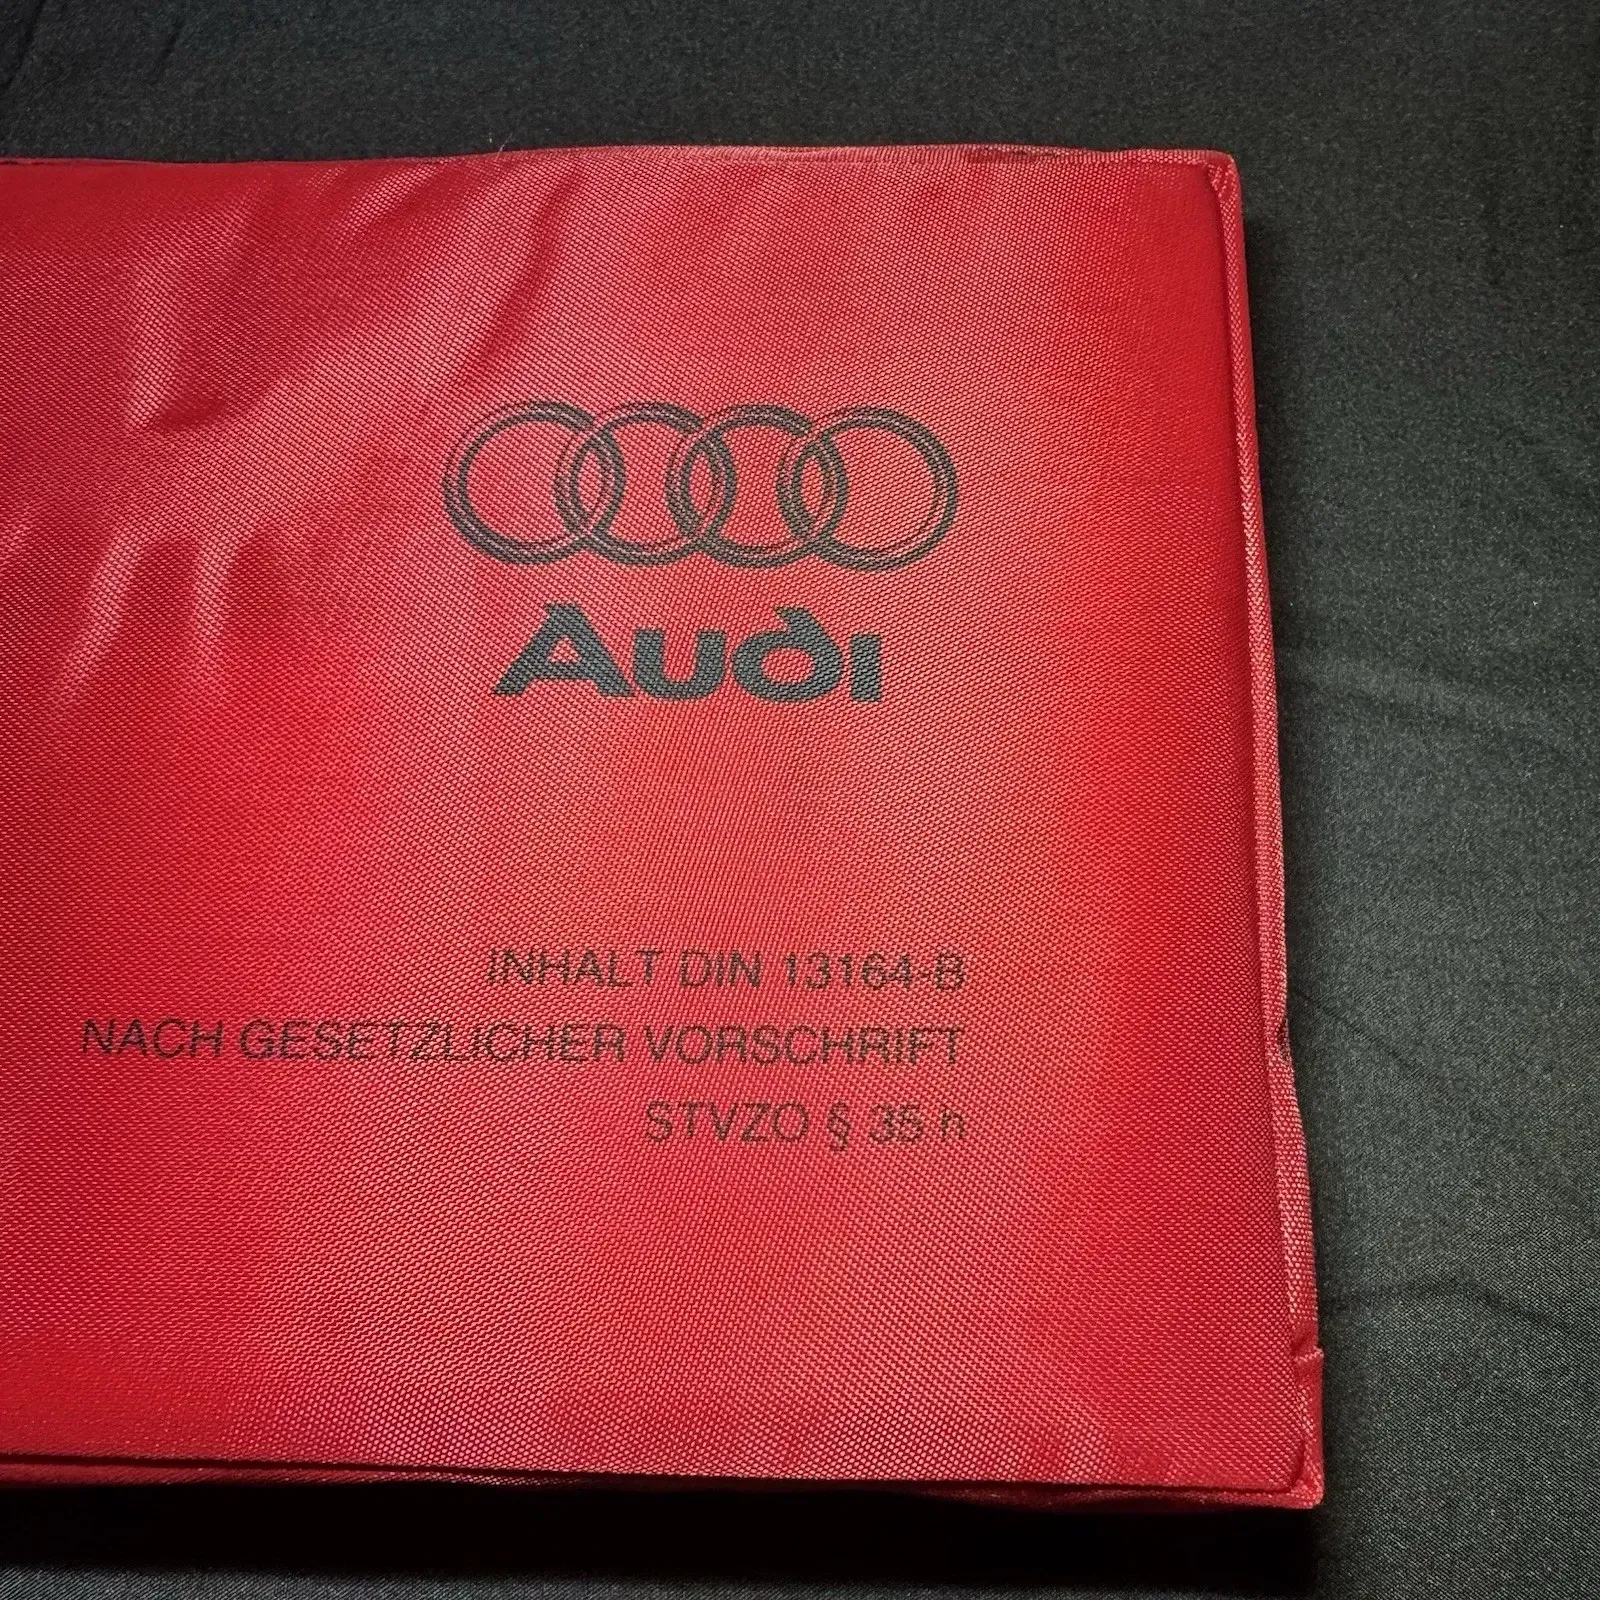 Audi
INHALT DIN 13164-B
NACH GESETZLICHER VORSCHRIFT
STVZO § 35 h